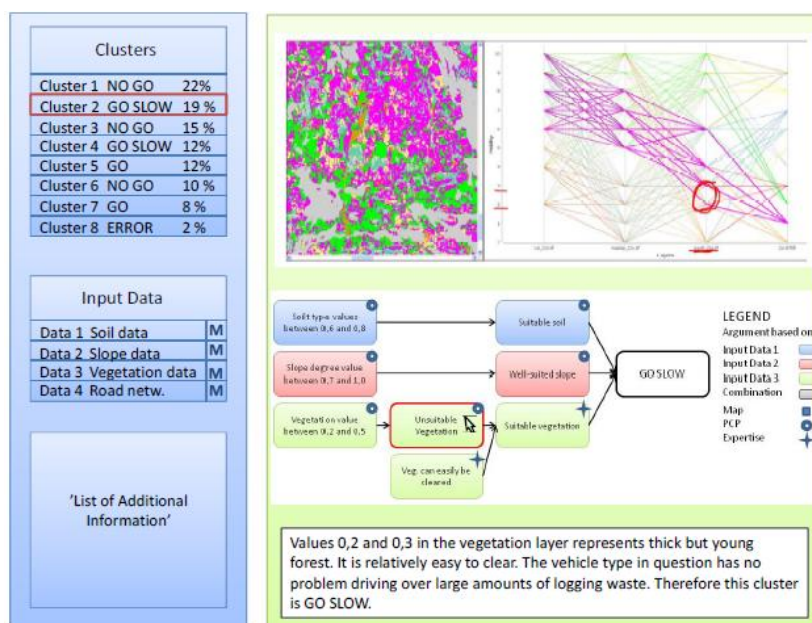 Clusters
Cluster 1 NO GO 22%
Cluster 2 GO SLOW 19 %
Cluster 3 NO GO 15 %
Cluster 4 GO SLOW 12%
Cluster 5 GO 12%
Cluster 6 NO GO 10 %
Cluster 7 GO 8 %
Cluster 8 ERROR 2 %
Input Data
Data 1 Soil data M
Data 2 Slope data M
Data 3 Vegetation data M
Data 4 Road netw. M
'List of Additional
Information'
between 0,6 and 0,8
Suitable soil
Slope degree value
between 0,7 and 1,0
Well-suited slope
GO SLOW
Vegetation value
between 0,2 and 0,5
Unsuitable
Vegetation
Suitable vegetation
Veg. can easily be
cleared
LEGEND
Argument based on
Input Data 1
Input Data 2
Input Data 3
Combination
Map
PCP
Expertise
Values 0,2 and 0,3 in the vegetation layer represents thick but young
forest. It is relatively easy to clear. The vehicle type in question has no
problem driving over large amounts of logging waste. Therefore this cluster
is GO SLOW.